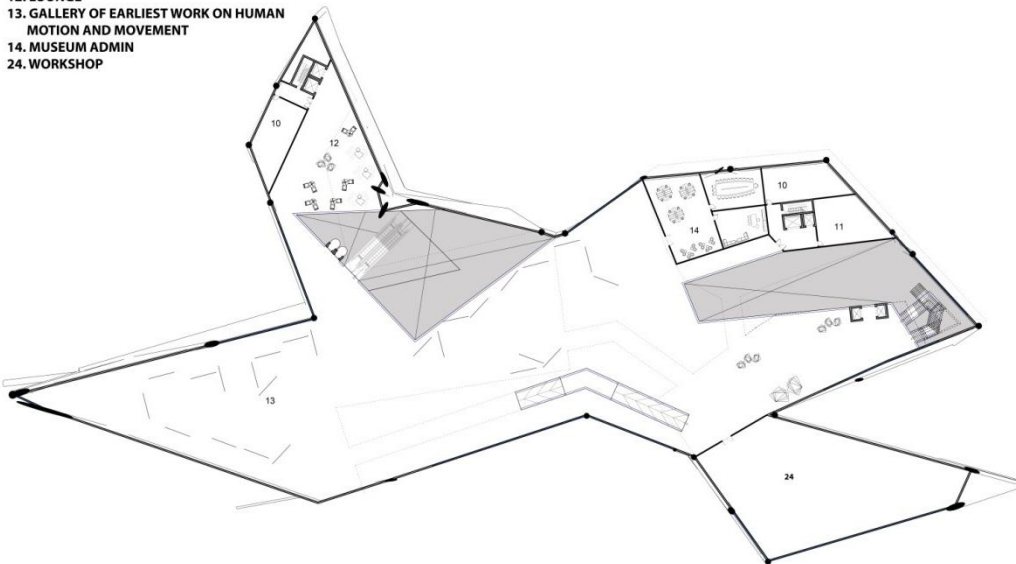 13. GALLERY OF EARLIEST WORK ON HUMAN
MOTION AND MOVEMENT
14. MUSEUM ADMIN
24. WORKSHOP
10
12
10
14
11
13
24